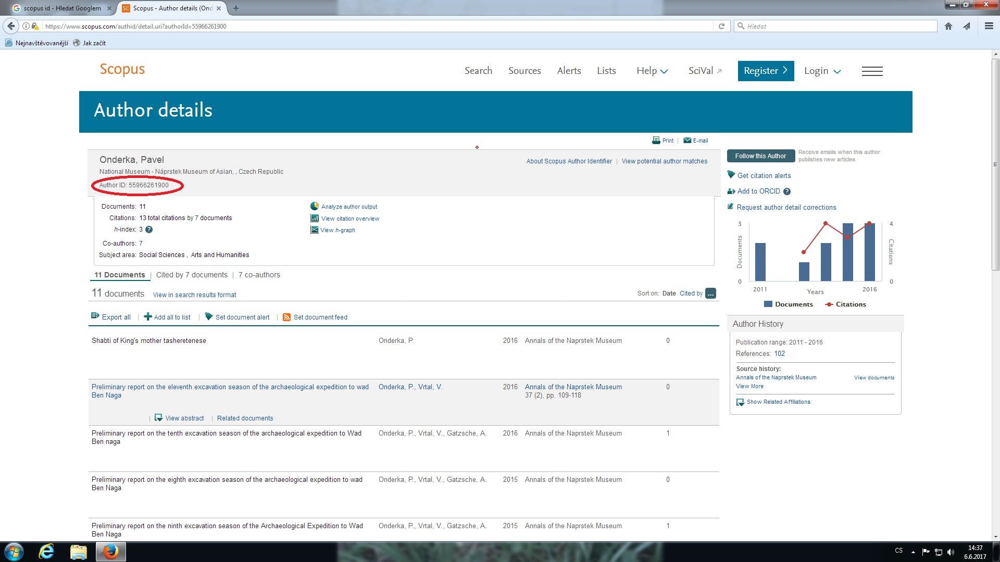 scopus id - Hledat Googlem
Scopus - Author details (Ond
https://www.scopus.com/authid/detail.uri?authorId=55966261900
Hledat
Nejnavštěvovanější
Jak začít
Scopus
Search
Sources
Alerts
Lists
Help
SciVal
Register
Login
Author details
Print | E-mail
Onderka, Pavel
National Museum - Náprstek Museum of Asian, , Czech Republic
Author ID: 55966261900
About Scopus Author Identifier | View potential author matches
Documents: 11
Citations: 13 total citations by 7 documents
h-index: 3 ?
Co-authors: 7
Subject area: Social Sciences , Arts and Humanities
Analyze author output
View citation overview
View h-graph
Follow this Author
Receive emails when this author
publishes new articles
Get citation alerts
Add to ORCID ?
Request author detail corrections
3
0
Documents
4
0
Citations
2011
Years
2016
Documents
Citations
11 Documents | Cited by 7 documents | 7 co-authors
11 documents View in search results format
Sort on: Date Cited by ...
Export all | Add all to list | Set document alert | Set document feed
Shabti of King's mother tasheretenese Onderka, P. 2016 Annals of the Naprstek Museum 0
Preliminary report on the eleventh excavation season of the archaeological expedition to wad Onderka, P., Vrtal, V. 2016 Annals of the Naprstek Museum 0
Ben Naga 37 (2), pp. 109-118
| View abstract | Related documents
Preliminary report on the tenth excavation season of the archaeological expedition to Wad Onderka, P., Vrtal, V., Gatzsche, A. 2016 Annals of the Naprstek Museum 1
Ben naga
Preliminary report on the eighth excavation season of the archaeological expedition to wad Onderka, P., Vrtal, V., Gatzsche, A. 2015 Annals of the Naprstek Museum 0
Ben Naga
Preliminary report on the ninth excavation season of the Archaeological Expedition to Wad Onderka, P., Vrtal, V., Gatzsche, A. 2015 Annals of the Naprstek Museum 1
Ben Naga
Author History
Publication range: 2011 - 2016
References: 102
Source history:
Annals of the Naprstek Museum View documents
View More
Show Related Affiliations
CS
14:37
6.6.2017